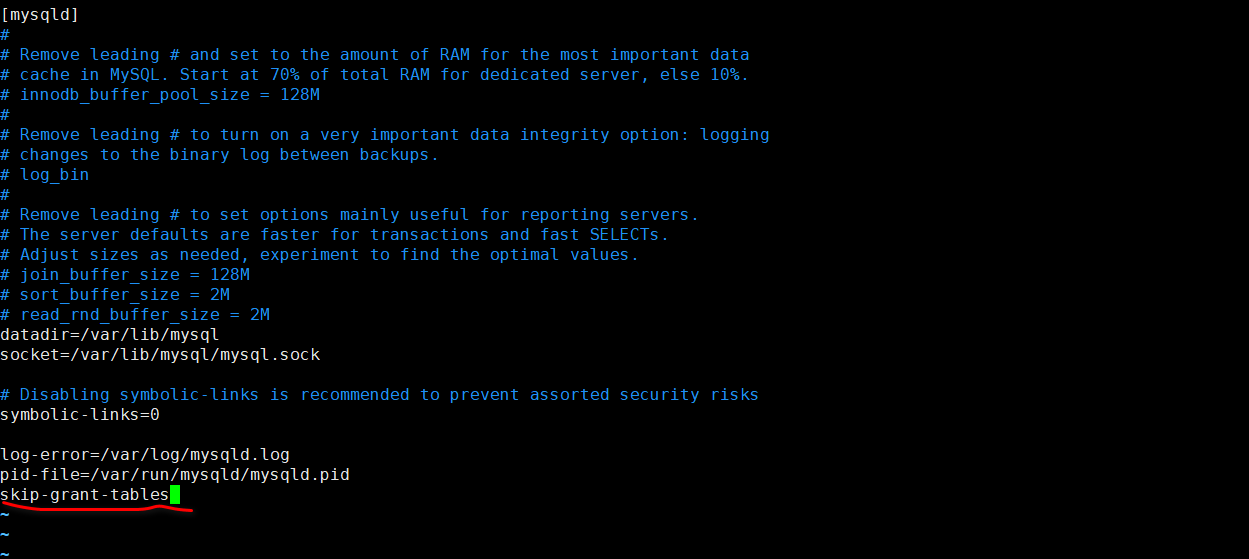 [mysqld]
#
# Remove leading # and set to the amount of RAM for the most important data
# cache in MySQL. Start at 70% of total RAM for dedicated server, else 10%.
# innodb_buffer_pool_size = 128M
#
# Remove leading # to turn on a very important data integrity option: logging
# changes to the binary log between backups.
# log_bin
#
# Remove leading # to set options mainly useful for reporting servers.
# The server defaults are faster for transactions and fast SELECTs.
# Adjust sizes as needed, experiment to find the optimal values.
# join_buffer_size = 128M
# sort_buffer_size = 2M
# read_rnd_buffer_size = 2M
datadir=/var/lib/mysql
socket=/var/lib/mysql/mysql.sock
# Disabling symbolic-links is recommended to prevent assorted security risks
symbolic-links=0
log-error=/var/log/mysqld.log
pid-file=/var/run/mysqld/mysqld.pid
skip-grant-tables
~
~
~